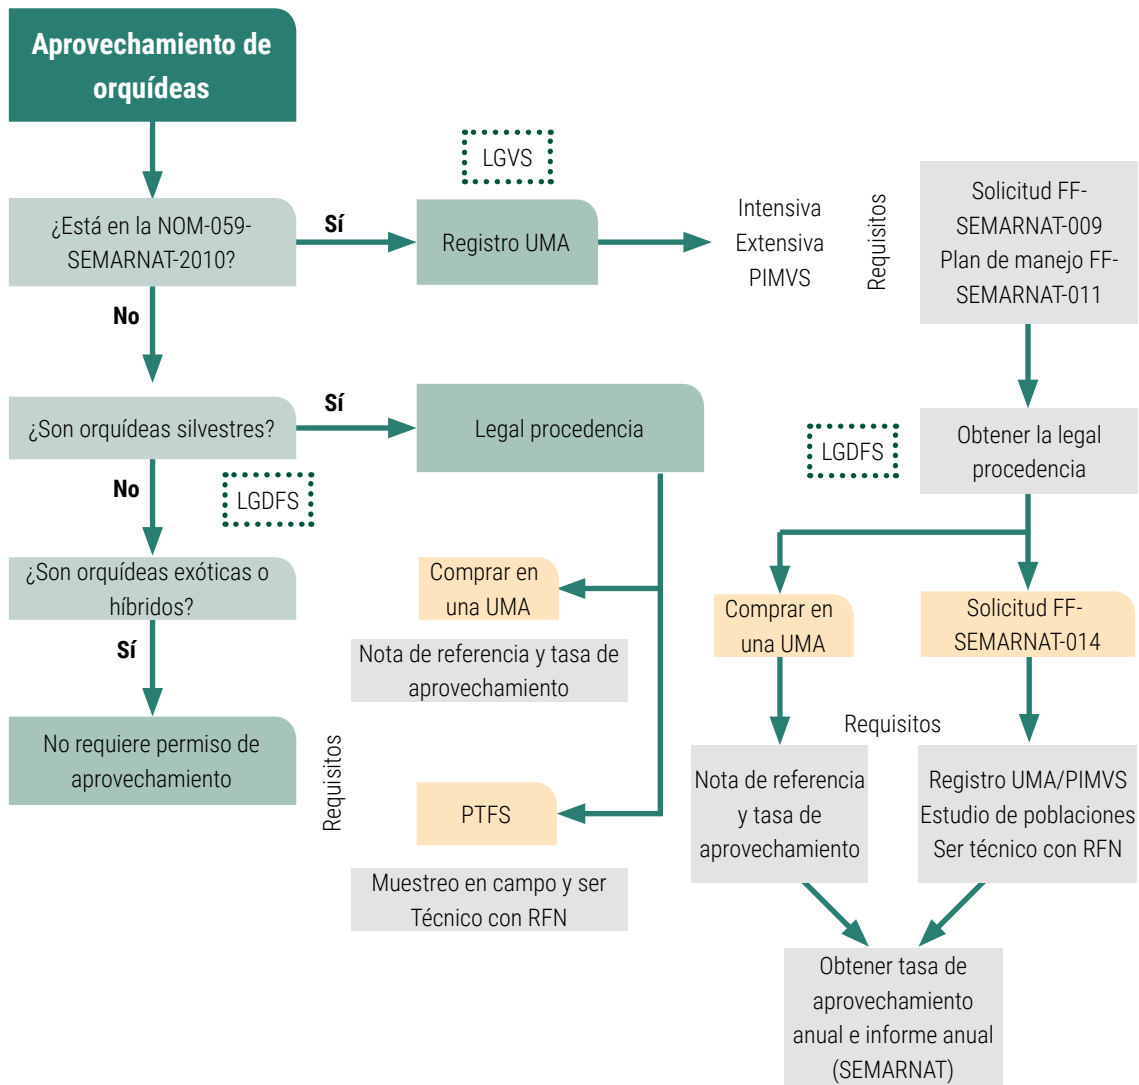 Aprovechamiento de
orquídeas
¿Está en la NOM-059-
SEMARNAT-2010?
Sí
LGVS
Registro UMA
Intensiva
Extensiva
PIMVS
Requisitos
Solicitud FF-
SEMARNAT-009
Plan de manejo FF-
SEMARNAT-011
No
¿Son orquídeas silvestres?
Sí
Legal procedencia
LGDFS
Obtener la legal
procedencia
No
LGDFS
¿Son orquídeas exóticas o
híbridos?
Sí
No requiere permiso de
aprovechamiento
Comprar en
una UMA
Nota de referencia y tasa de
aprovechamiento
Requisitos
PTFS
Muestreo en campo y ser
Técnico con RFN
Comprar en
una UMA
Solicitud FF-
SEMARNAT-014
Requisitos
Nota de referencia
y tasa de
aprovechamiento
Registro UMA/PIMVS
Estudio de poblaciones
Ser técnico con RFN
Obtener tasa de
aprovechamiento
anual e informe anual
(SEMARNAT)